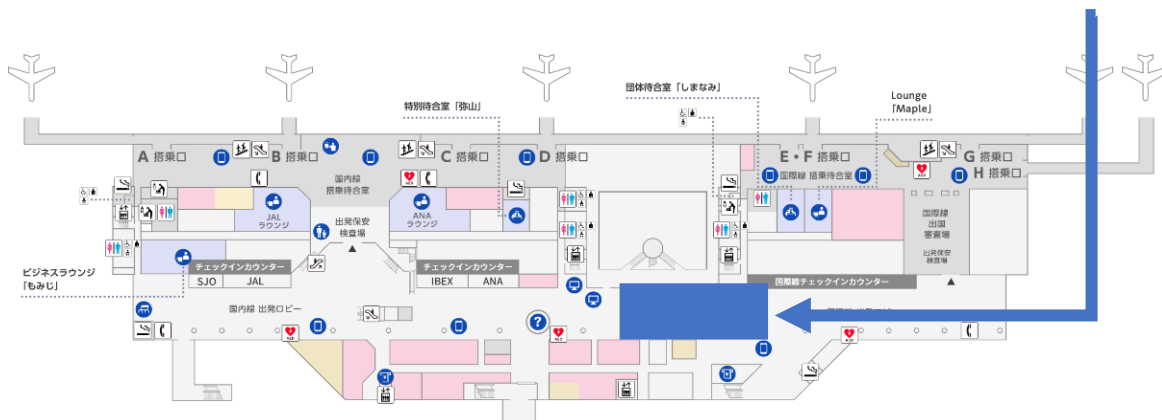 団体待合室「しまなみ」
Lounge
「Maple」
特別待合室「弥山」
A 搭乗口
B 搭乗口
C 搭乗口
D 搭乗口
E・F 搭乗口
G 搭乗口
H 搭乗口
国内線
搭乗待合室
国際線 搭乗待合室
AED
AED
JAL
ラウンジ
ANA
ラウンジ
出発保安
検査場
国際線
出国
審査場
出発保安
検査場
ビジネスラウンジ
「もみじ」
チェックインカウンター
SJO
JAL
チェックインカウンター
IBEX
ANA
国際線チェックインカウンター
国内線 出発ロビー
?
AED
AED
AED